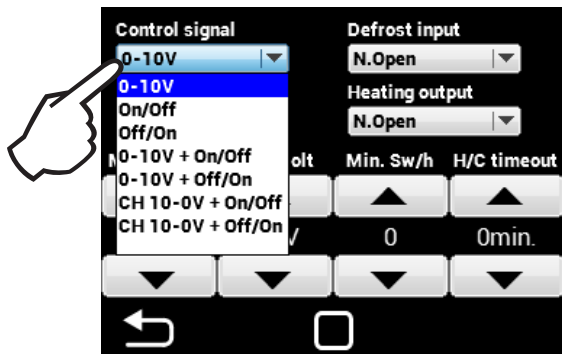 Control signal
Defrost input
0-10V
N.Open
0-10V
Heating output
On/Off
N.Open
Off/On
0-10V + On/Off
olt
Min. Sw/h
H/C timeout
0-10V + Off/On
CH 10-0V + On/Off
CH 10-0V + Off/On
V
0
0min.